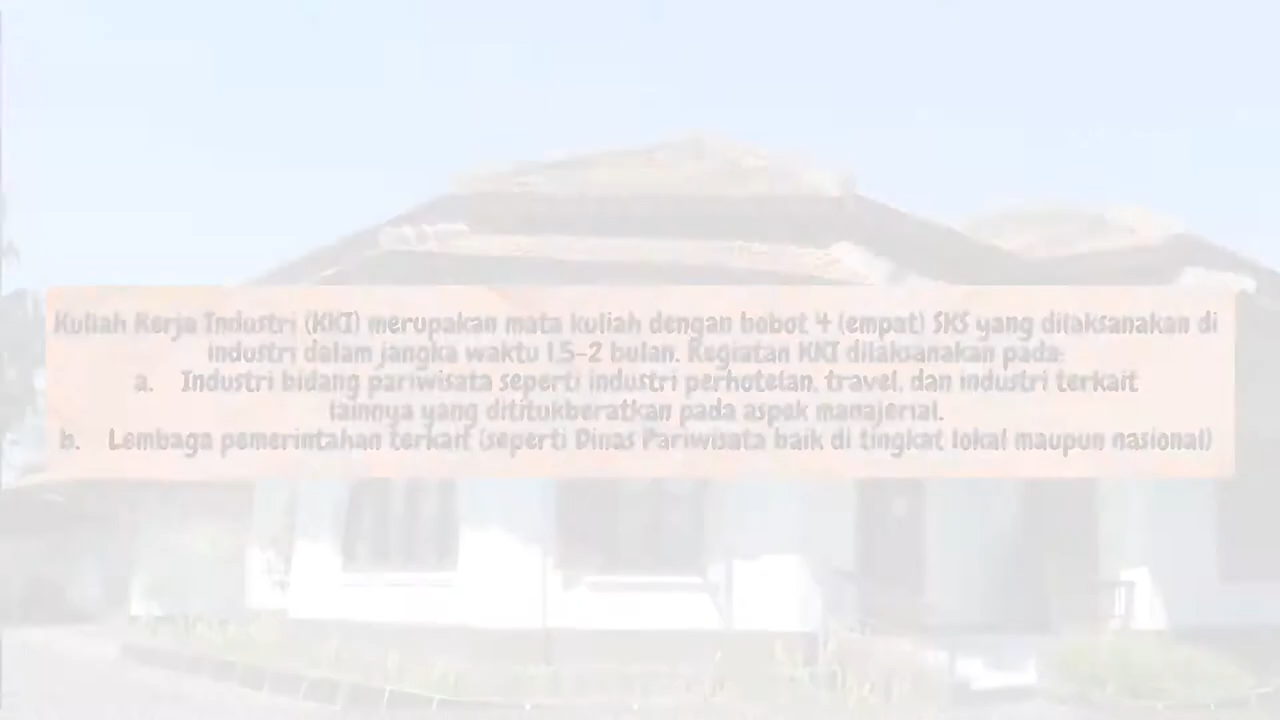 Kuliah Kerja Industri (KKI) merupakan mata kuliah dengan bobot 4 (empat) SKS yang dilaksanakan di
industri dalam jangka waktu 1,5-2 bulan. Kegiatan KKI dilaksanakan pada:
a. Industri bidang pariwisata seperti industri perhotelan, travel, dan industri terkait
lainnya yang dititukberatkan pada aspek manajerial.
b. Lembaga pemerintahan terkait (seperti Dinas Pariwisata baik di tingkat lokal maupun nasional)